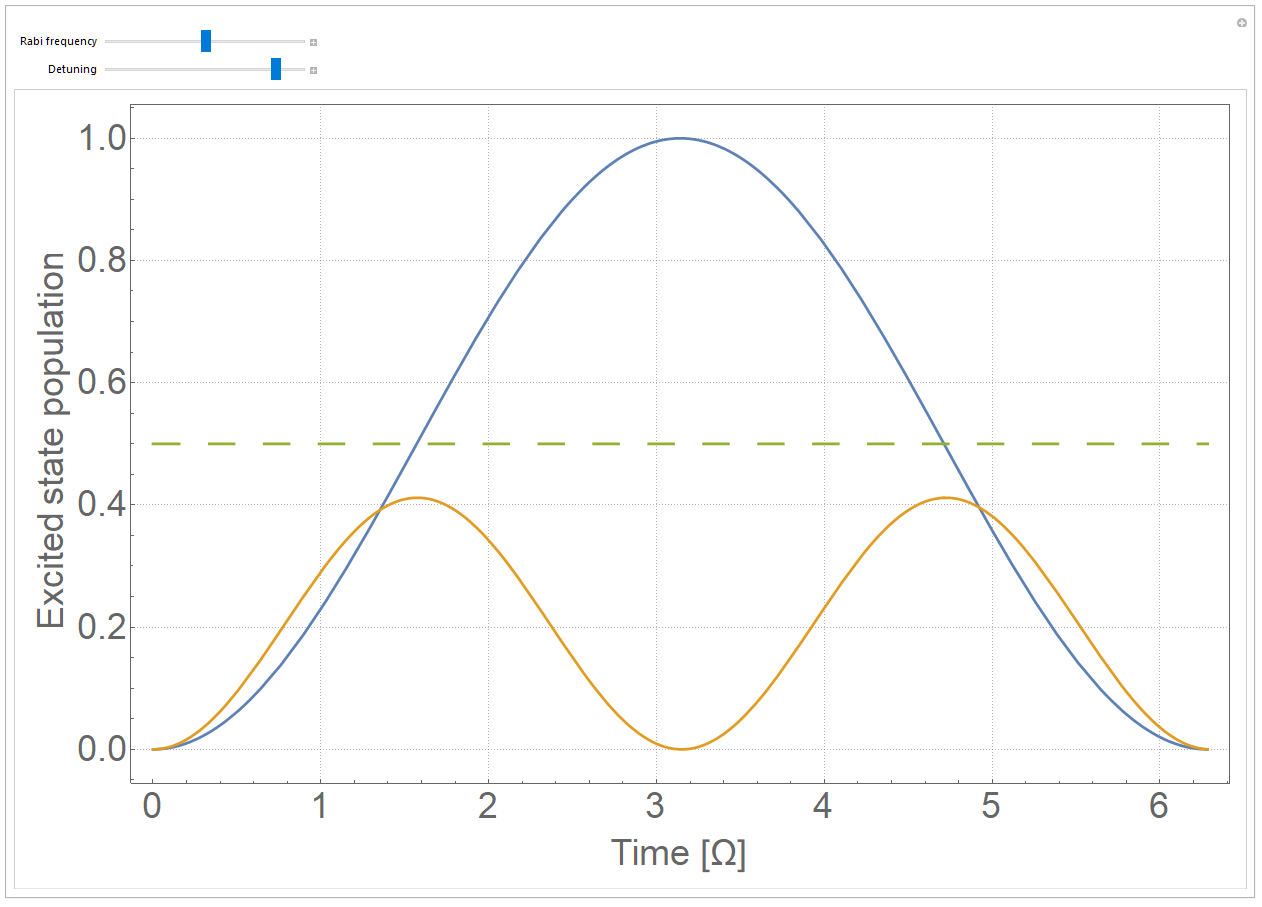 Rabi frequency
Detuning
1.0
0.8
0.6
0.4
0.2
0.0
Excited state population
0 1 2 3 4 5 6
Time [Ω]